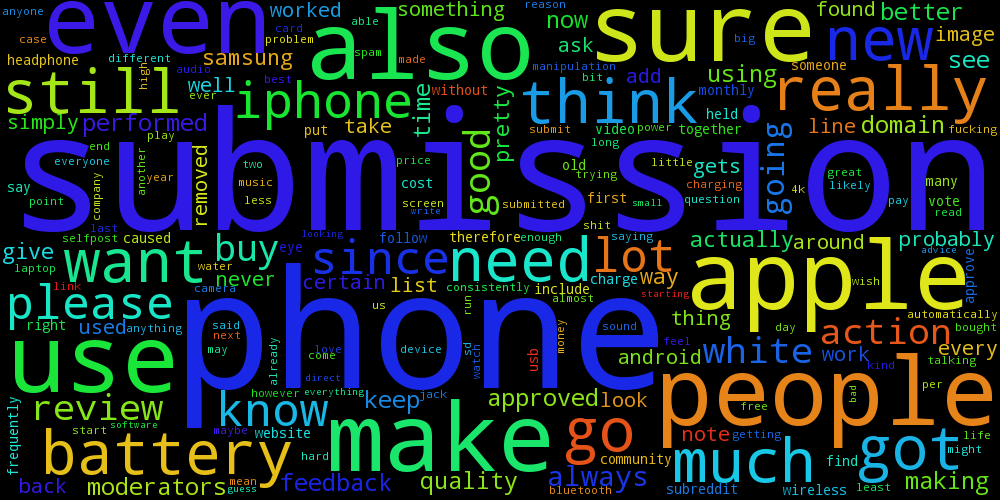 anyone
even
worked
card
problem
able
also
something
reason
sure
big
found
better
now
new
image
case
headphone
different
samsung
spam
made
ask
manipulation
see
someone
still
high
audio
well
ever
best
iphone
time
without
think
bit
add
using
monthly
really
simply
performed
play
put
take
pretty
submit
video
power
together
held
line
domain
fucking
submission
end
everyone
another
removed
two
price
good
long
old
trying
little
gets
going
great
likely
say
company
year
music
less
cost
screen
write
submitted
first
small
charging
question
4k
many
pay
vote
read
point
last
shit
selfpost
caused
looking
follow
therefore
enough
saying
actually
around
probably
give
want
buy
eye
since
need
lot
advice
laptop
water
never
certain
list
consistently
include
almost
charge
way
apple
wish
approve
link
camera
us
run
starting
automatically
please
right
used
anything
said
next
phone
sound
thing
day
bought
action
may
already
love
come
device
sd
watch
usb
money
feel
android
white
work
every
kind
talking
use
direct
however
everything
jack
keep
approved
look
people
free
bad
per
review
know
make
go
note
getting
life
might
frequently
start
software
maybe
website
battery
hard
community
much
find
got
back
moderators
mean
guess
feedback
quality
bluetooth
always
subreddit
wireless
least
making